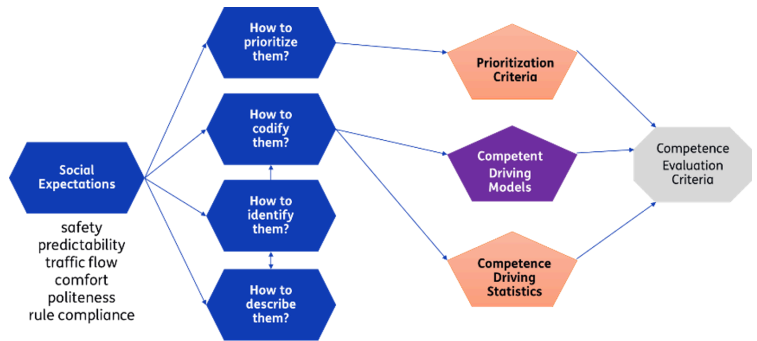 Social
Expectations
safety
predictability
traffic flow
comfort
politeness
rule compliance
How to
prioritize
them?
How to
codify
them?
How to
identify
them?
How to
describe
them?
Prioritization
Criteria
Competent
Driving
Models
Competence
Driving
Statistics
Competence
Evaluation
Criteria